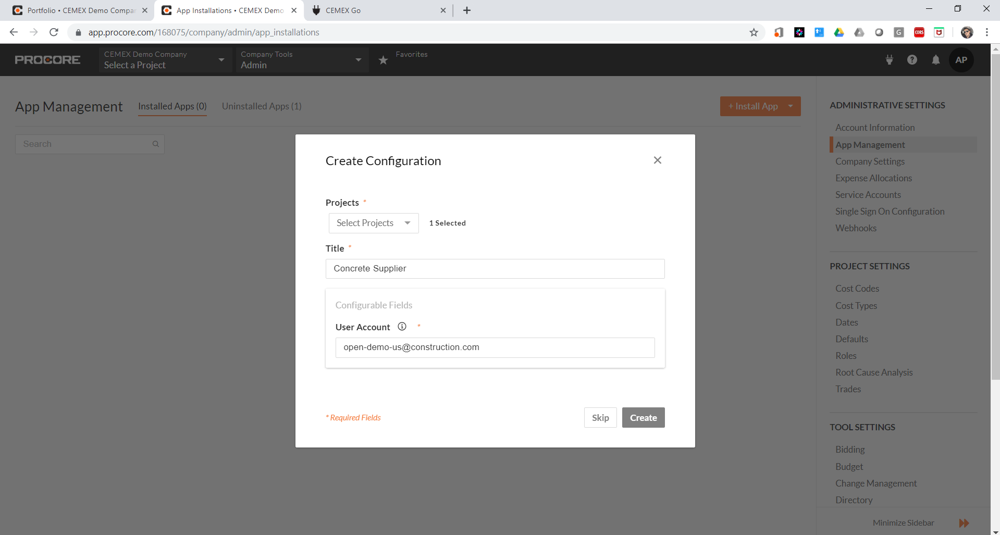 Portfolio • CEMEX Demo Compan
App Installations • CEMEX Demo
CEMEX Go
app.procore.com/168075/company/admin/app_installations
G
CORS
PROCORE
CEMEX Demo Company
Select a Project
Company Tools
Admin
Favorites
AP
App Management
Installed Apps (0)
Uninstalled Apps (1)
+ Install App
Search
Create Configuration
Projects *
Select Projects
1 Selected
Title *
Concrete Supplier
Configurable Fields
User Account *
open-demo-us@construction.com
* Required Fields
Skip
Create
ADMINISTRATIVE SETTINGS
Account Information
App Management
Company Settings
Expense Allocations
Service Accounts
Single Sign On Configuration
Webhooks
PROJECT SETTINGS
Cost Codes
Cost Types
Dates
Defaults
Roles
Root Cause Analysis
Trades
TOOL SETTINGS
Bidding
Budget
Change Management
Directory
Minimize Sidebar